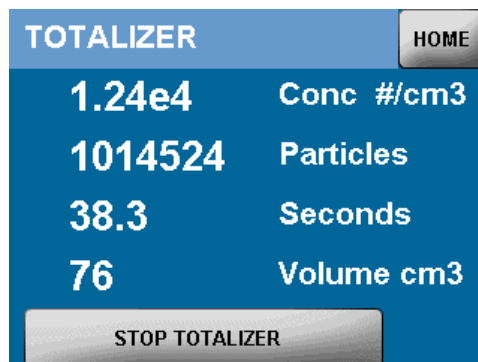 TOTALIZER HOME
1.24e4 Conc #/cm3
1014524 Particles
38.3 Seconds
76 Volume cm3
STOP TOTALIZER